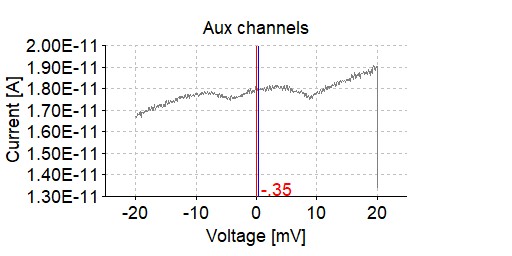 Aux channels
Current [A]
2.00E-11
1.90E-11
1.80E-11
1.70E-11
1.60E-11
1.50E-11
1.40E-11
1.30E-11
-.35
-20 -10 0 10 20
Voltage [mV]